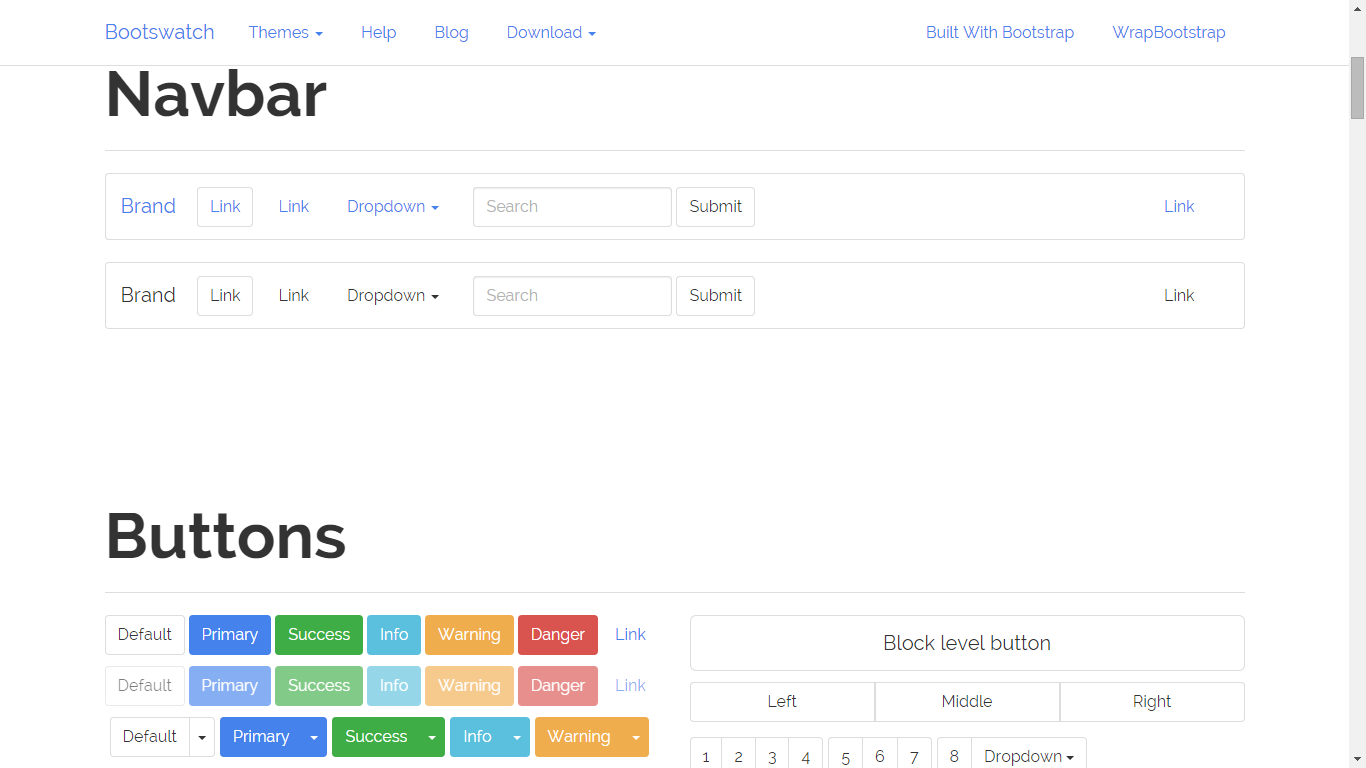 Bootswatch Themes Help Blog Download Built With Bootstrap WrapBootstrap
Navbar
Brand Link Link Dropdown Search Submit Link
Brand Link Link Dropdown Search Submit Link
Buttons
Default Primary Success Info Warning Danger Link
Default Primary Success Info Warning Danger Link
Default Primary Success Info Warning
Block level button
Left Middle Right
1 2 3 4 5 6 7 8 Dropdown